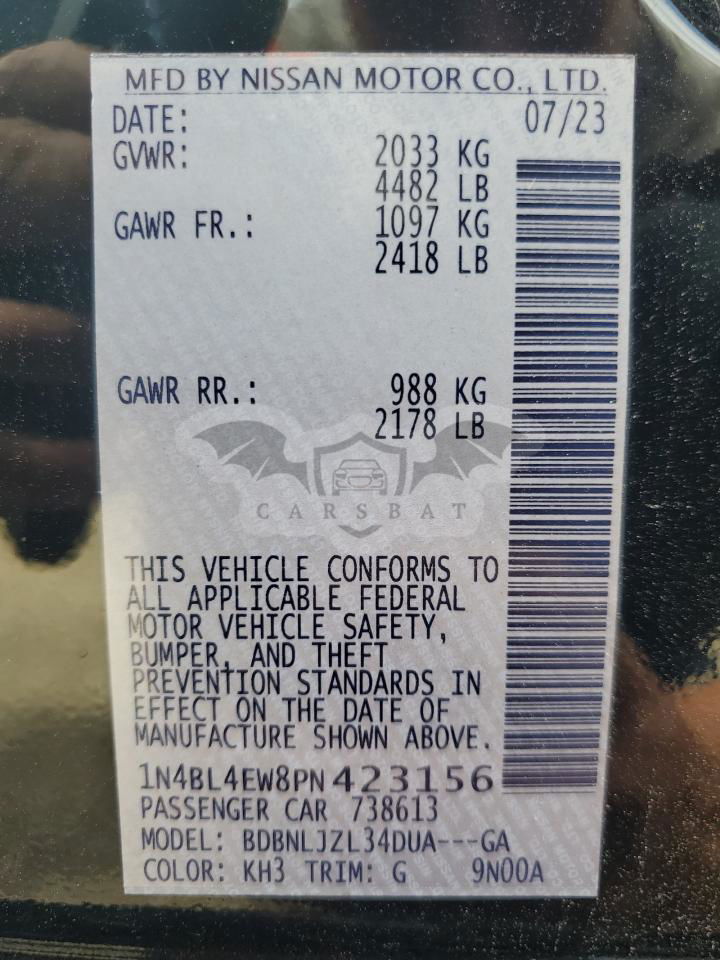 MFD BY NISSAN MOTOR CO., LTD.
DATE: 07/23
GVWR: 2033 KG
4482 LB
GAWR FR.: 1097 KG
2418 LB
GAWR RR.: 988 KG
2178 LB
CARSBAT
THIS VEHICLE CONFORMS TO
ALL APPLICABLE FEDERAL
MOTOR VEHICLE SAFETY,
BUMPER, AND THEFT
PREVENTION STANDARDS IN
EFFECT ON THE DATE OF
MANUFACTURE SHOWN ABOVE.
1N4BL4EW8PN423156
PASSENGER CAR 738613
MODEL: BDBNLJZL34DUA---GA
COLOR: KH3 TRIM: G 9N00A